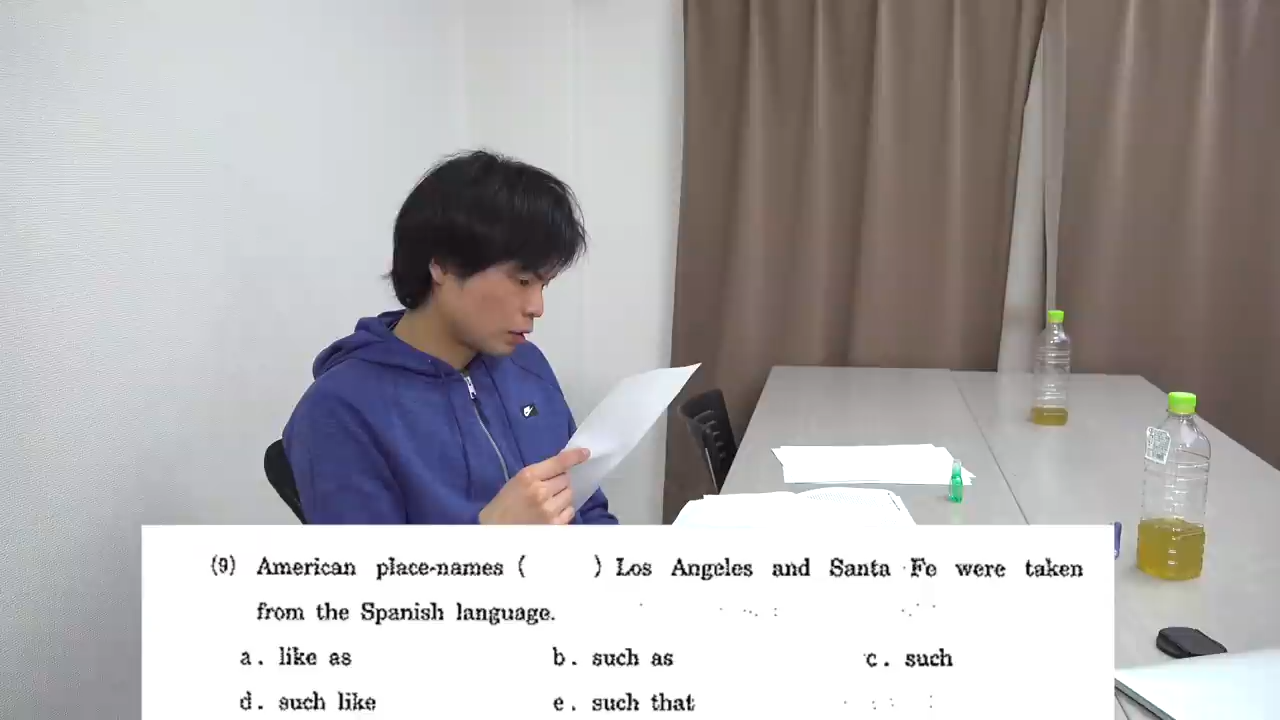 (9) American place-names (     ) Los Angeles and Santa Fe were taken
from the Spanish language.
a. like as b. such as c. such
d. such like e. such that